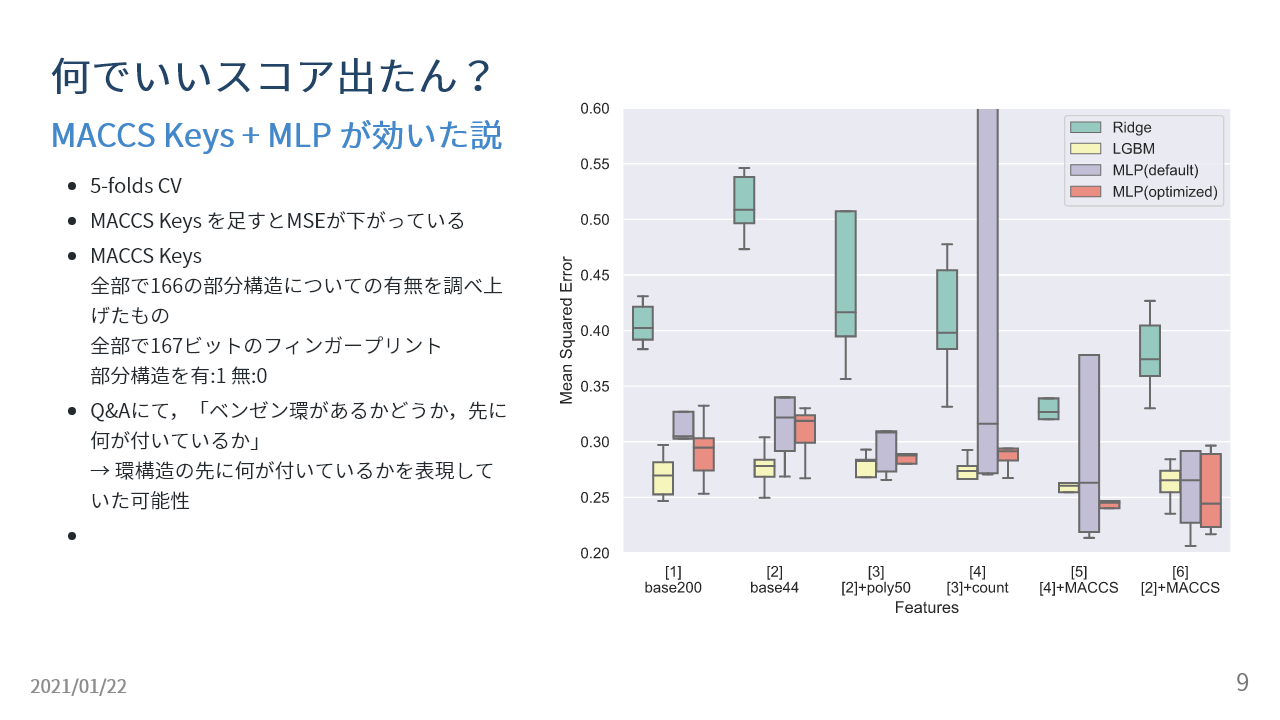 何でいいスコア出たん？
MACCS Keys + MLP が効いた説
• 5-folds CV
• MACCS Keys を足すとMSEが下がっている
• MACCS Keys
全部で166の部分構造についての有無を調べ上
げたもの
全部で167ビットのフィンガープリント
部分構造を有:1 無:0
• Q&Aにて，「ベンゼン環があるかどうか，先に
何が付いているか」
→ 環構造の先に何が付いているかを表現して
いた可能性
•
0.60
0.55
0.50
0.45
0.40
0.35
0.30
0.25
0.20
Mean Squared Error
Ridge
LGBM
MLP(default)
MLP(optimized)
[1] [2] [3] [4] [5] [6]
base200 base44 [2]+poly50 [3]+count [4]+MACCS [2]+MACCS
Features
2021/01/22
9